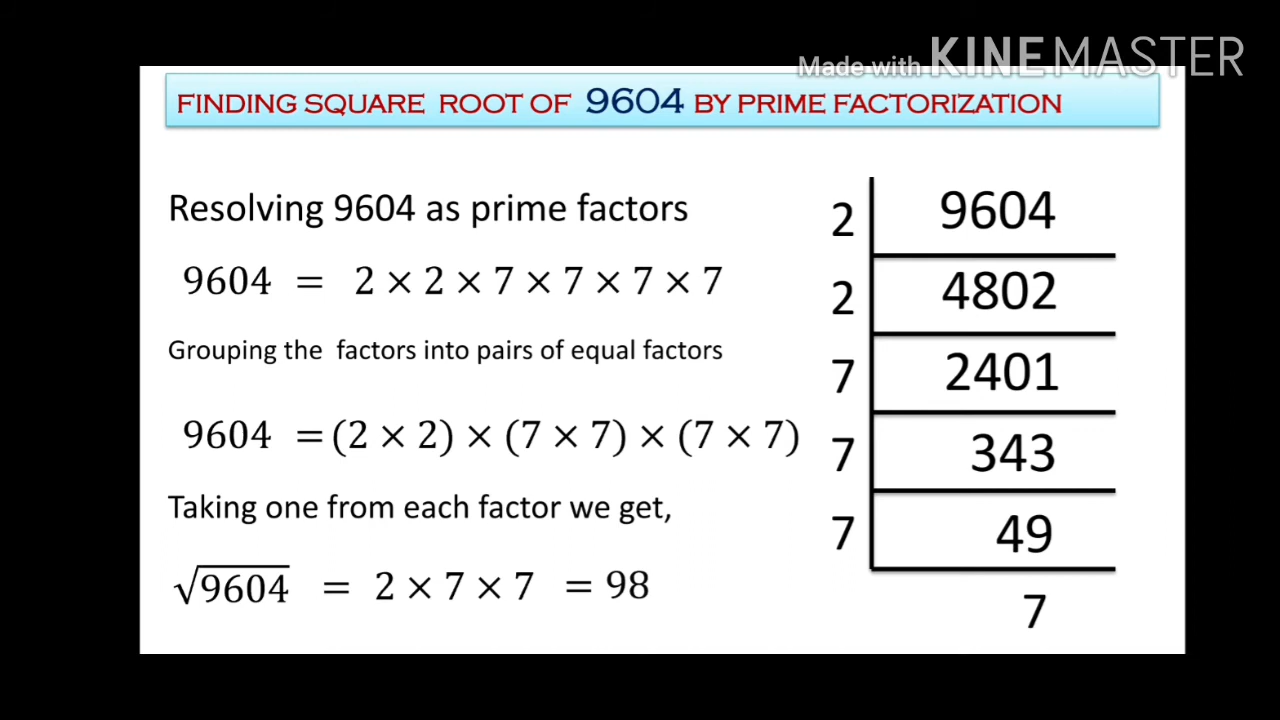 Made with KINEMASTER
FINDING SQUARE ROOT OF 9604 BY PRIME FACTORIZATION
Resolving 9604 as prime factors
9604 = 2 × 2 × 7 × 7 × 7 × 7
Grouping the factors into pairs of equal factors
9604 = (2 × 2) × (7 × 7) × (7 × 7)
Taking one from each factor we get,
√9604 = 2 × 7 × 7 = 98
2 9604
2 4802
7 2401
7 343
7 49
7